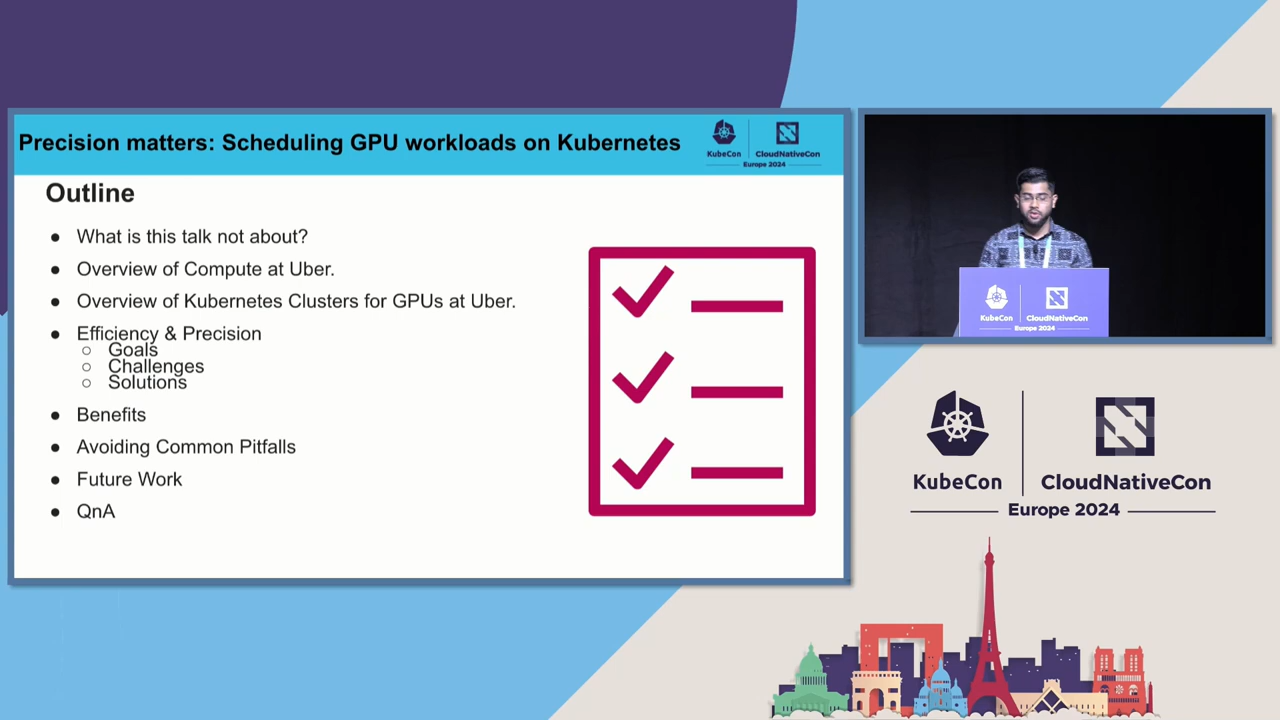 Precision matters: Scheduling GPU workloads on Kubernetes
KubeCon
CloudNativeCon
Europe 2024
Outline
● What is this talk not about?
● Overview of Compute at Uber.
● Overview of Kubernetes Clusters for GPUs at Uber.
● Efficiency & Precision
○ Goals
○ Challenges
○ Solutions
● Benefits
● Avoiding Common Pitfalls
● Future Work
● QnA
KubeCon
CloudNativeCon
Europe 2024
KubeCon
CloudNativeCon
Europe 2024